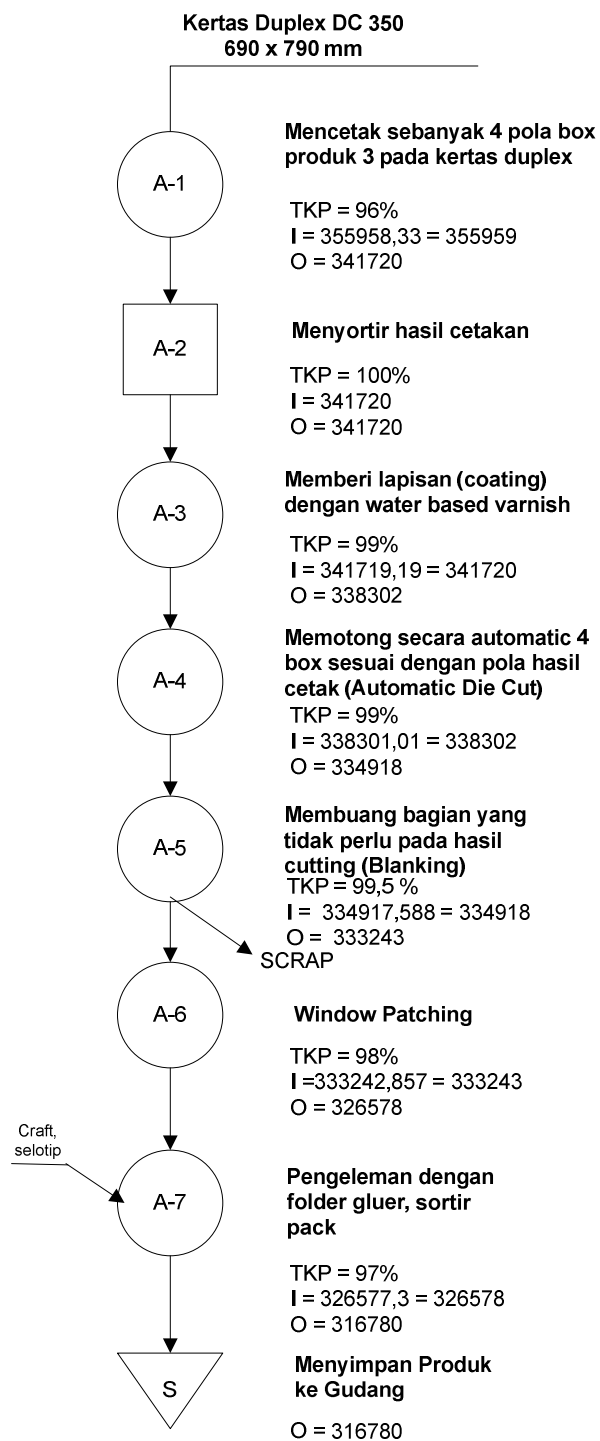 Kertas Duplex DC 350
690 x 790 mm
A-1
Mencetak sebanyak 4 pola box
produk 3 pada kertas duplex
TKP = 96%
I = 355958,33 = 355959
O = 341720
A-2
Menyortir hasil cetakan
TKP = 100%
I = 341720
O = 341720
A-3
Memberi lapisan (coating)
dengan water based varnish
TKP = 99%
I = 341719,19 = 341720
O = 338302
A-4
Memotong secara automatic 4
box sesuai dengan pola hasil
cetak (Automatic Die Cut)
TKP = 99%
I = 338301,01 = 338302
O = 334918
A-5
Membuang bagian yang
tidak perlu pada hasil
cutting (Blanking)
TKP = 99,5 %
I = 334917,588 = 334918
O = 333243
SCRAP
A-6
Window Patching
TKP = 98%
I =333242,857 = 333243
O = 326578
Craft,
selotip
A-7
Pengeleman dengan
folder gluer, sortir
pack
TKP = 97%
I = 326577,3 = 326578
O = 316780
S
Menyimpan Produk
ke Gudang
O = 316780